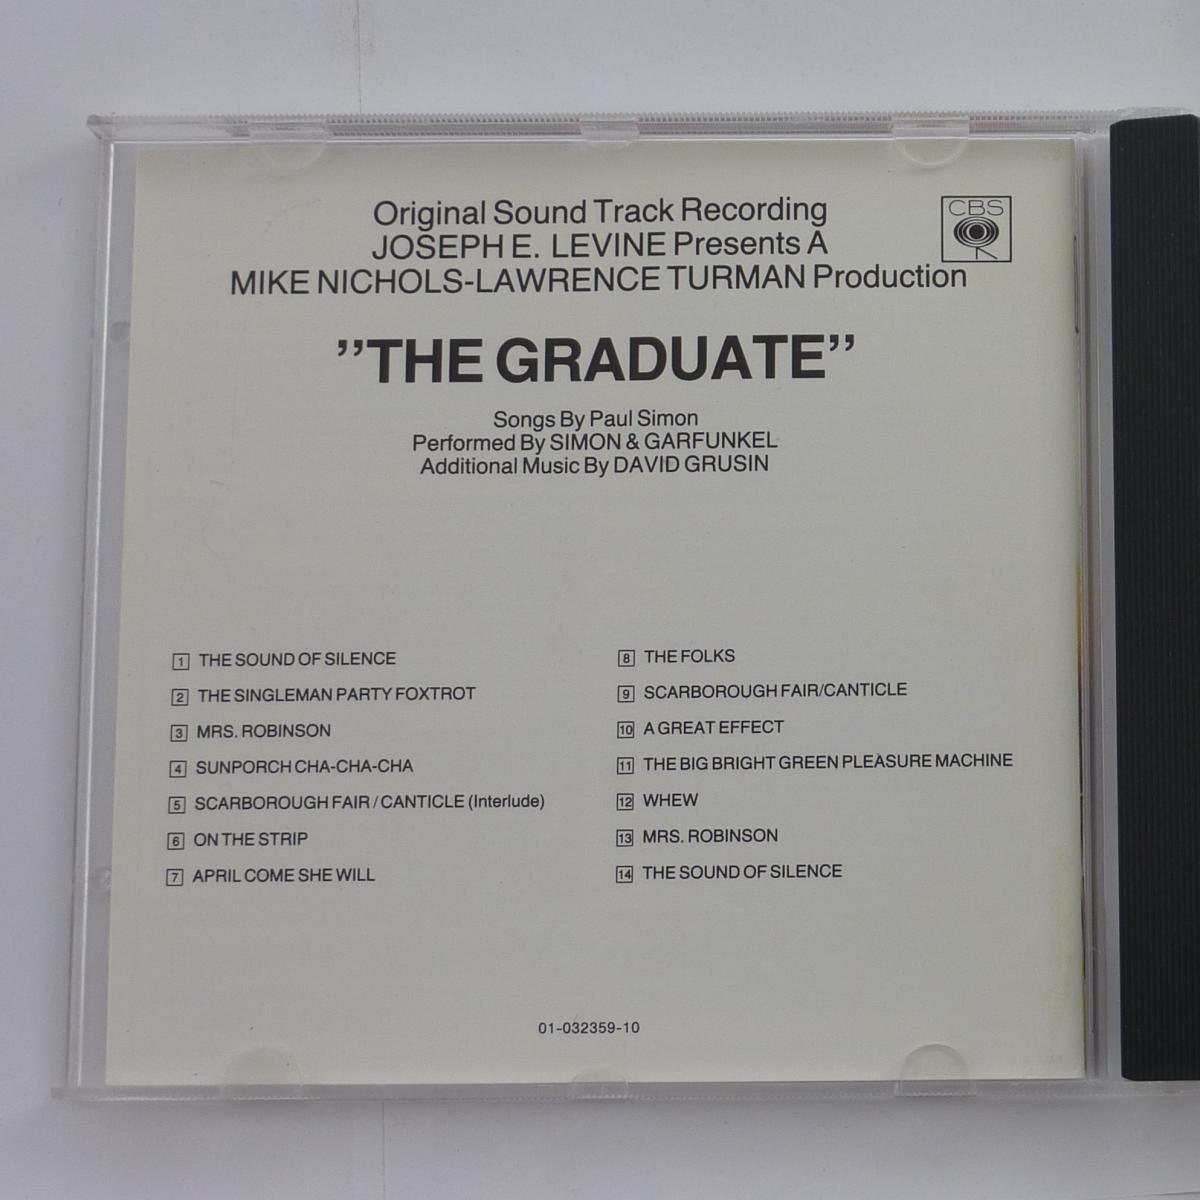 Original Sound Track Recording
JOSEPH E. LEVINE Presents A
MIKE NICHOLS-LAWRENCE TURMAN Production
CBS
”THE GRADUATE”
Songs By Paul Simon
Performed By SIMON & GARFUNKEL
Additional Music By DAVID GRUSIN
1 THE SOUND OF SILENCE
2 THE SINGLEMAN PARTY FOXTROT
3 MRS. ROBINSON
4 SUNPORCH CHA-CHA-CHA
5 SCARBOROUGH FAIR / CANTICLE (Interlude)
6 ON THE STRIP
7 APRIL COME SHE WILL
8 THE FOLKS
9 SCARBOROUGH FAIR/CANTICLE
10 A GREAT EFFECT
11 THE BIG BRIGHT GREEN PLEASURE MACHINE
12 WHEW
13 MRS. ROBINSON
14 THE SOUND OF SILENCE
01-032359-10